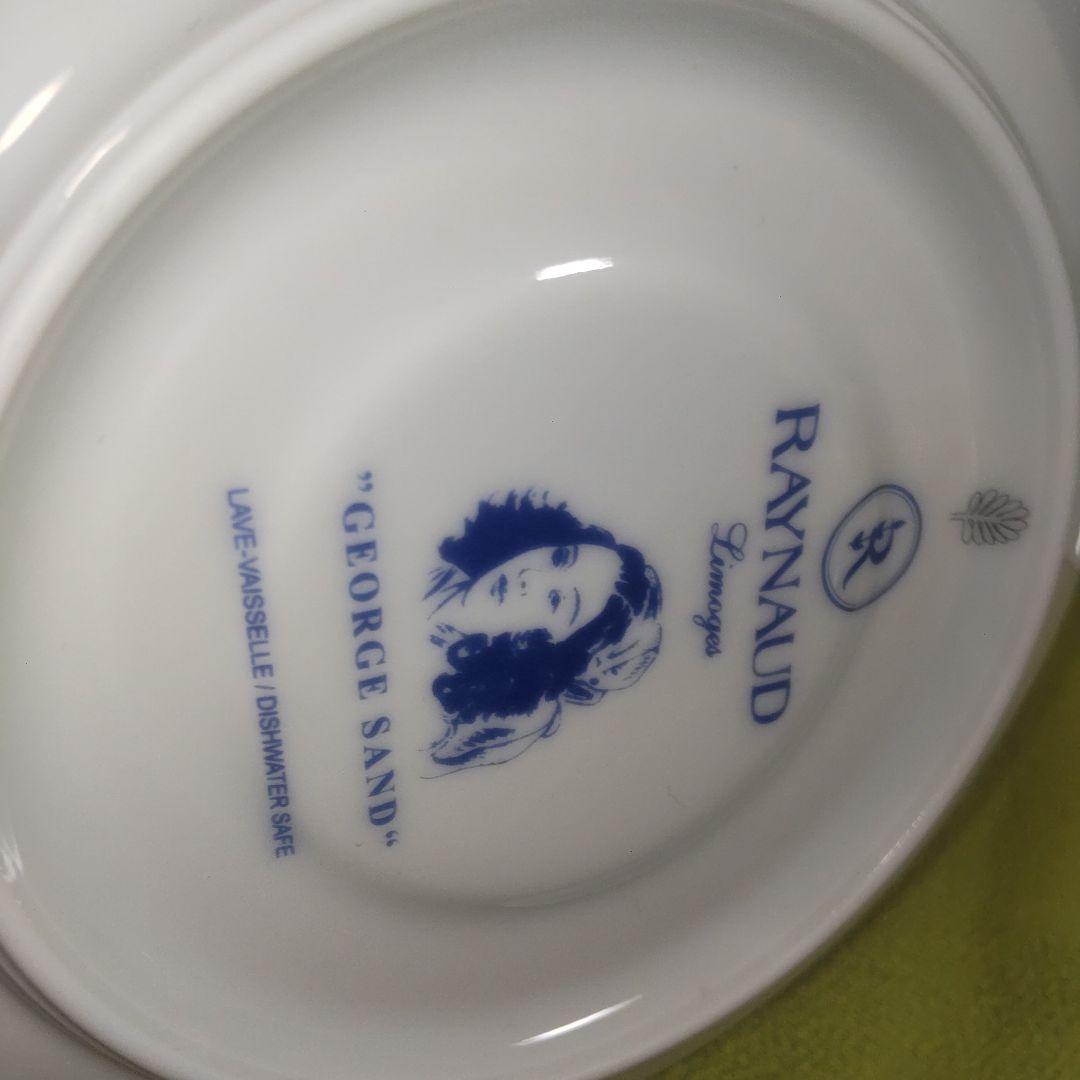 R
RAYNAUD
Limoges
"GEORGE SAND"
LAVE-VAISSELLE / DISHWATER SAFE